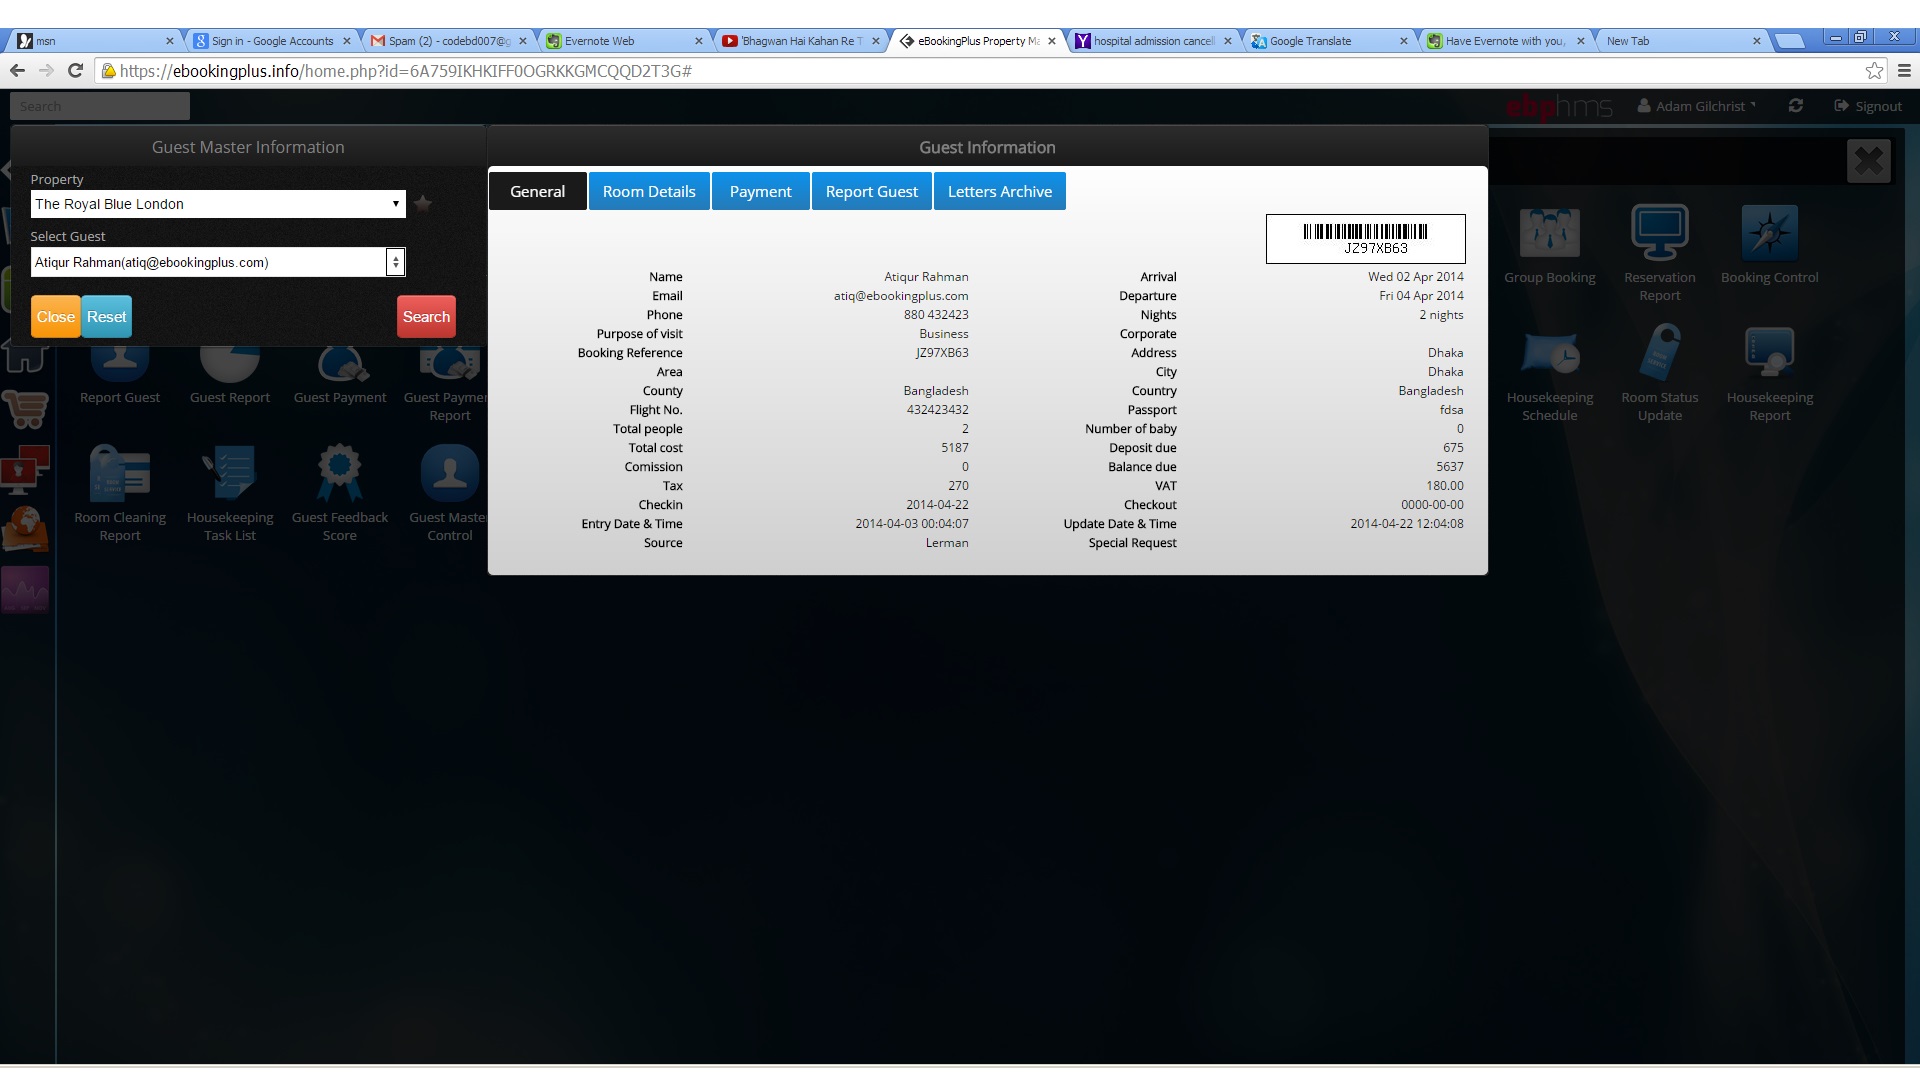 msn
Sign in - Google Accounts
Spam (2) - codebd007@g
Evernote Web
'Bhagwan Hai Kahan Re T
eBookingPlus Property Ma
hospital admission cancell
Google Translate
Have Evernote with you,
New Tab
https://ebookingplus.info/home.php?id=6A759IKHKIFF0OGRKKGMCQQD2T3G#
Search
ebphms
Adam Gilchrist
Signout
Guest Master Information
Property
The Royal Blue London
Select Guest
Atiqur Rahman(atiq@ebookingplus.com)
Close
Reset
Search
Guest Information
General
Room Details
Payment
Report Guest
Letters Archive
JZ97XB63
Name Atiqur Rahman Arrival Wed 02 Apr 2014
Email atiq@ebookingplus.com Departure Fri 04 Apr 2014
Phone 880 432423 Nights 2 nights
Purpose of visit Business Corporate
Booking Reference JZ97XB63 Address Dhaka
Area City Dhaka
County Bangladesh Country Bangladesh
Flight No. 432423432 Passport fdsa
Total people 2 Number of baby 0
Total cost 5187 Deposit due 675
Comission 0 Balance due 5637
Tax 270 VAT 180.00
Checkin 2014-04-22 Checkout 0000-00-00
Entry Date & Time 2014-04-03 00:04:07 Update Date & Time 2014-04-22 12:04:08
Source Lerman Special Request
Group Booking
Reservation
Report
Booking Control
Housekeeping
Schedule
Room Status
Update
Housekeeping
Report
Report Guest
Guest Report
Guest Payment
Guest Paymen
Report
Room Cleaning
Report
Housekeeping
Task List
Guest Feedback
Score
Guest Maste
Control